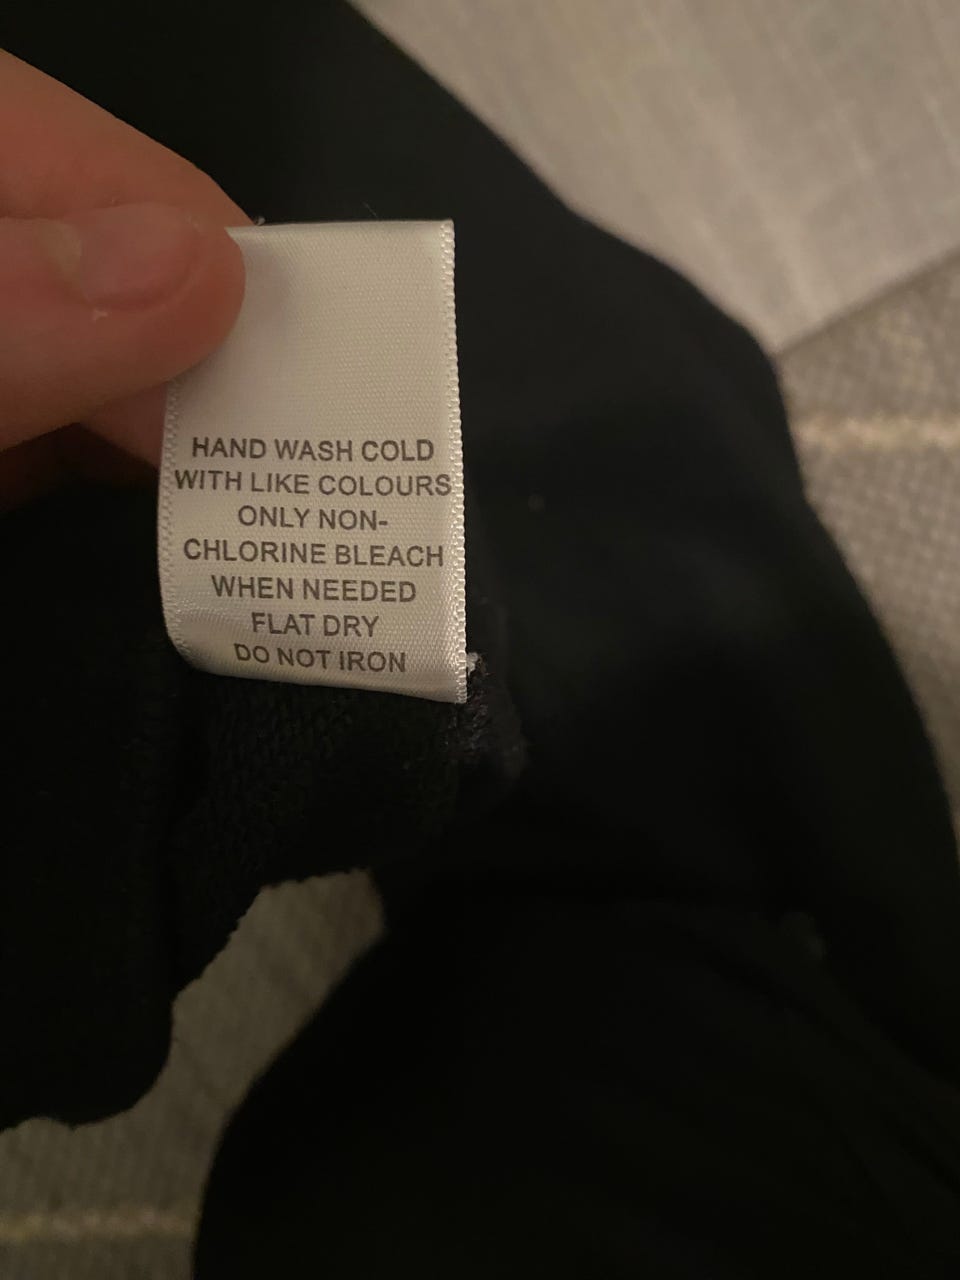 HAND WASH COLD
WITH LIKE COLOURS
ONLY NON-
CHLORINE BLEACH
WHEN NEEDED
FLAT DRY
DO NOT IRON